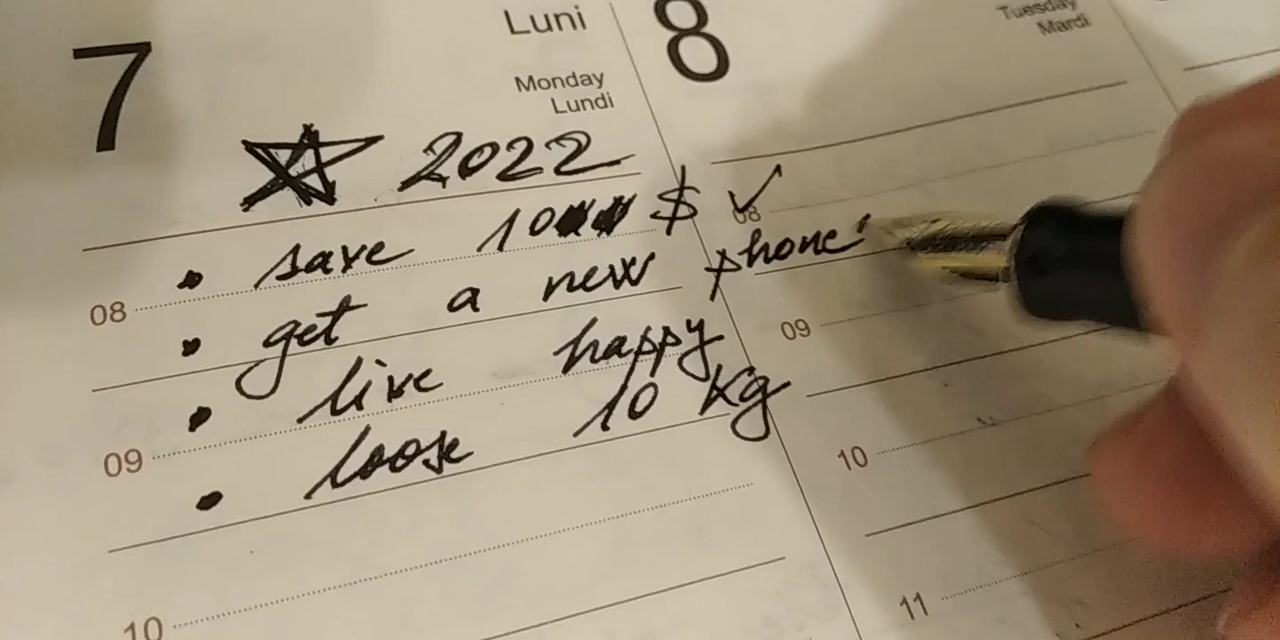 7 Luni 8 Tuesday
Monday Mardi
Lundi
2022
• save 10 $ ✓
08
• get a new phone
08
• live happy
09
09
• loose 10 Kg
10
10
11